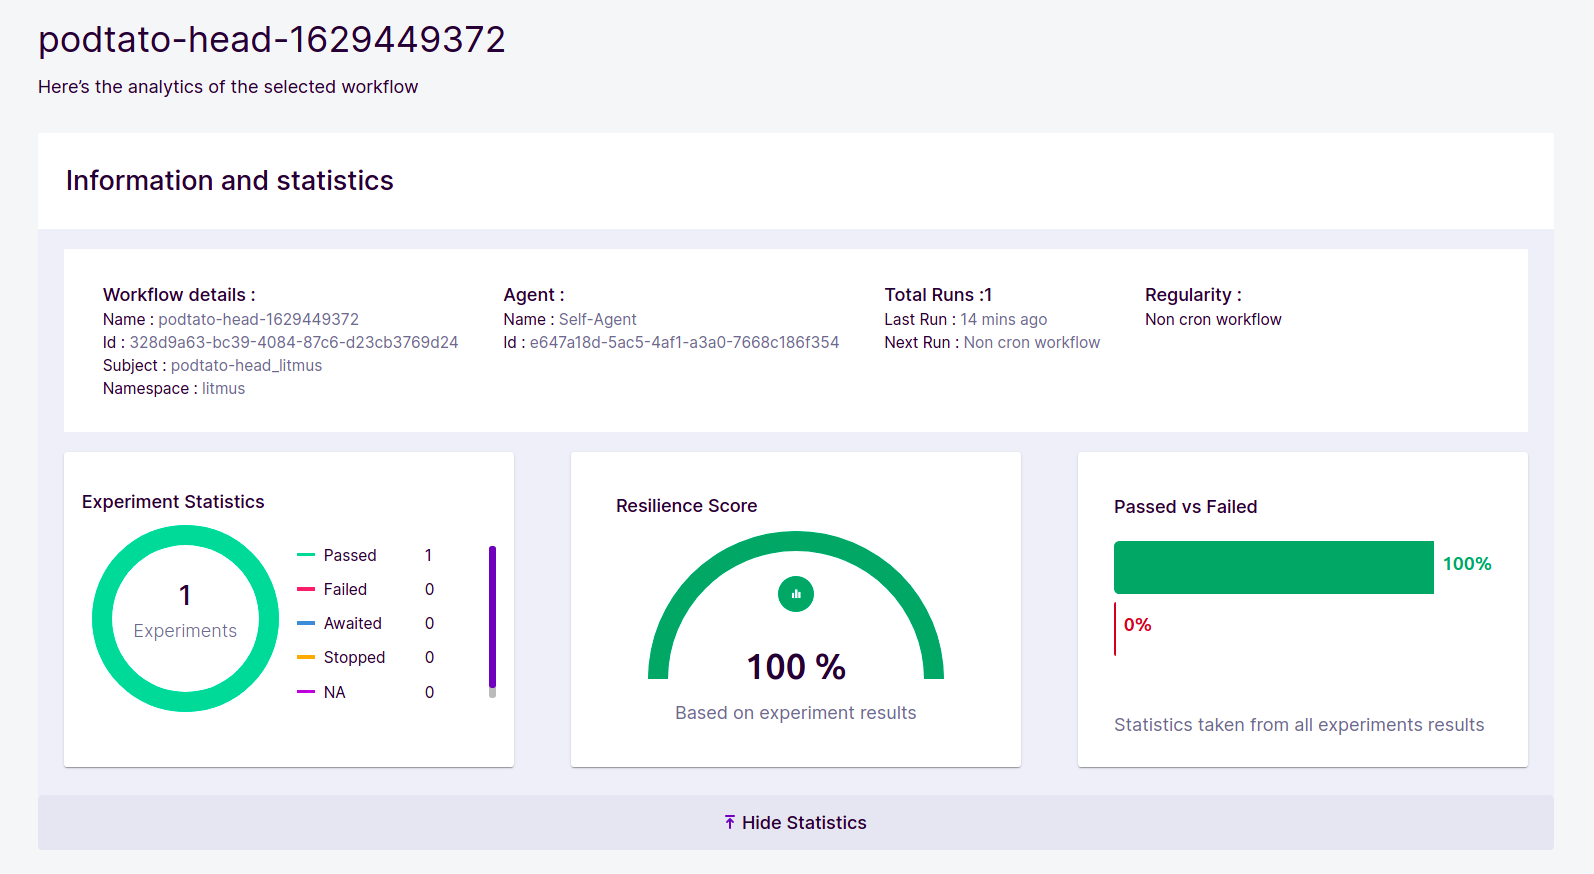 podtato-head-1629449372
Here’s the analytics of the selected workflow
Information and statistics
Workflow details :
Name : podtato-head-1629449372
Id : 328d9a63-bc39-4084-87c6-d23cb3769d24
Subject : podtato-head_litmus
Namespace : litmus
Agent :
Name : Self-Agent
Id : e647a18d-5ac5-4af1-a3a0-7668c186f354
Total Runs :1
Last Run : 14 mins ago
Next Run : Non cron workflow
Regularity :
Non cron workflow
Experiment Statistics
1
Experiments
Passed 1
Failed 0
Awaited 0
Stopped 0
NA 0
Resilience Score
100 %
Based on experiment results
Passed vs Failed
100%
0%
Statistics taken from all experiments results
Hide Statistics